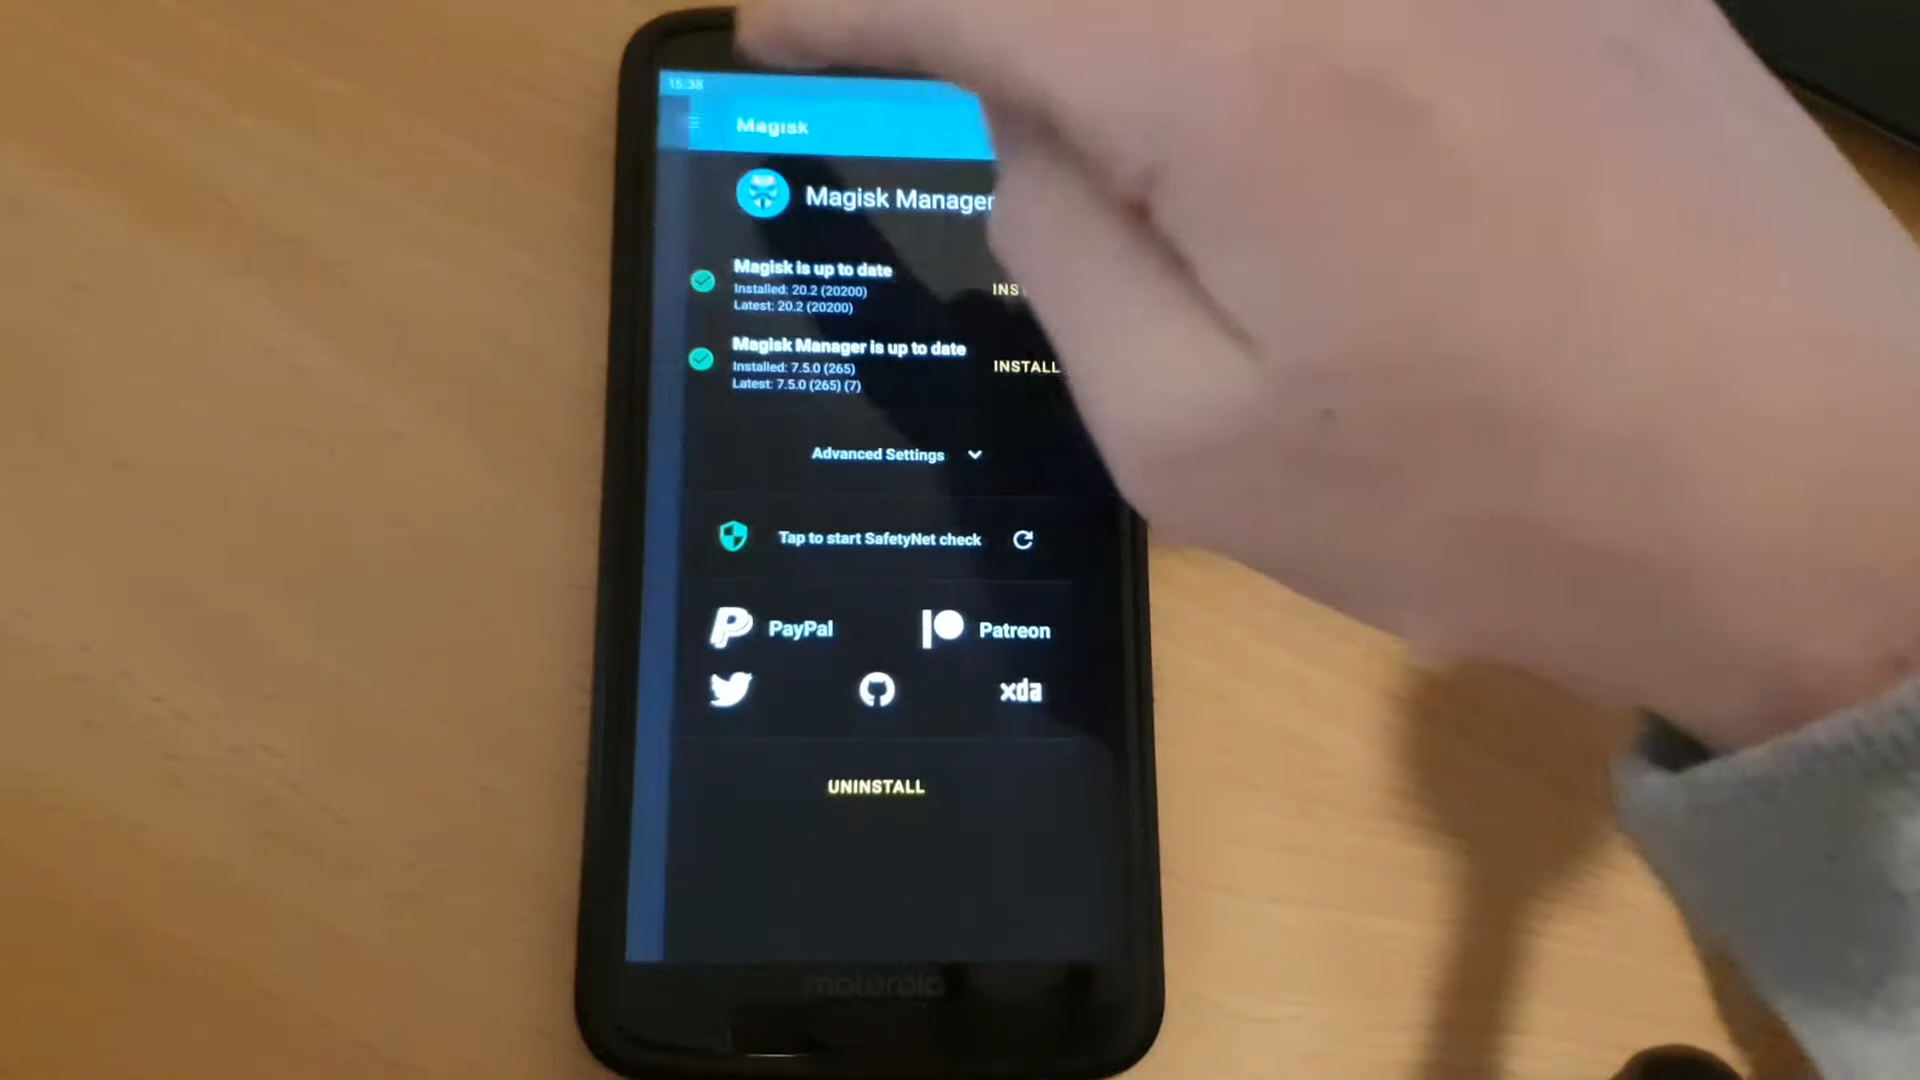 15:38
Magisk
Magisk Manager
Magisk is up to date
Installed: 20.2 (20200)
Latest: 20.2 (20200)
INST
Magisk Manager is up to date
Installed: 7.5.0 (265)
Latest: 7.5.0 (265) (7)
INSTALL
Advanced Settings
Tap to start SafetyNet check
PayPal
Patreon
xda
UNINSTALL
motorola